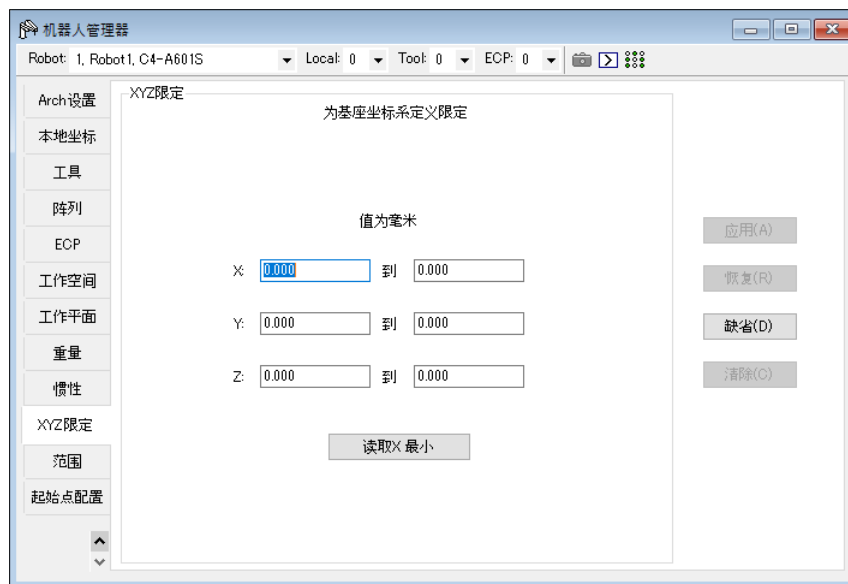 机器人管理器
Robot: 1, Robot1, C4-A601S Local: 0 Tool: 0 ECP: 0
Arch设置
本地坐标
工具
阵列
ECP
工作空间
工作平面
重量
惯性
XYZ限定
范围
起始点配置
XYZ限定
为基座坐标系定义限定
值为毫米
X: 0.000 到 0.000
Y: 0.000 到 0.000
Z: 0.000 到 0.000
读取X 最小
应用(A)
恢复(R)
缺省(D)
清除(C)